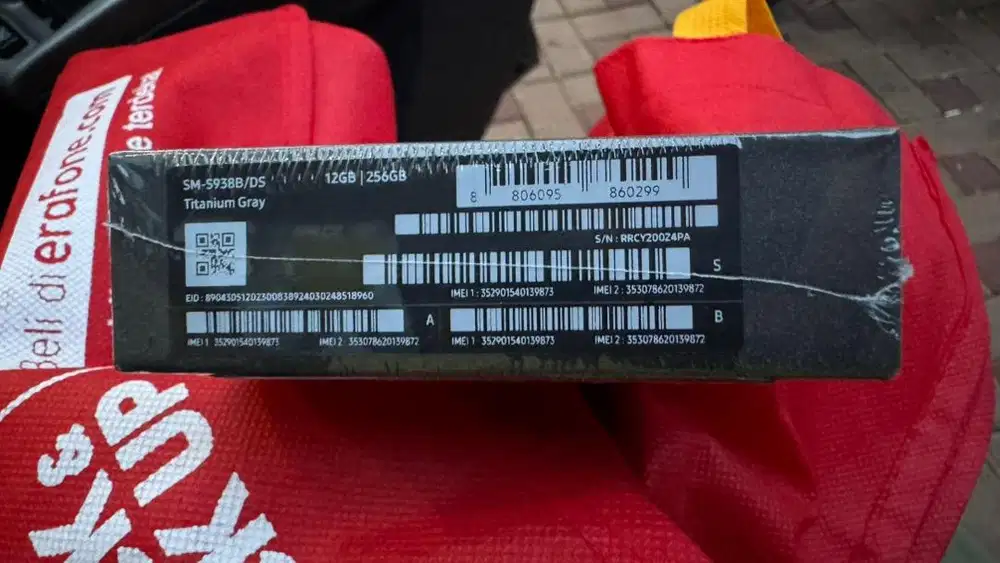 SM-S938B/DS
12GB | 256GB
Titanium Gray
8 806095 860299
S/N : RRCY200Z4PA
S
EID : 89043051202300838924030248518960
IMEI 1 : 352901540139873
IMEI 2 : 353078620139872
A
B
IMEI 1 352901540139873
IMEI 2 : 353078620139872
IMEI 1 : 352901540139873
IMEI 2 : 353078620139872
Beli di erafone.com